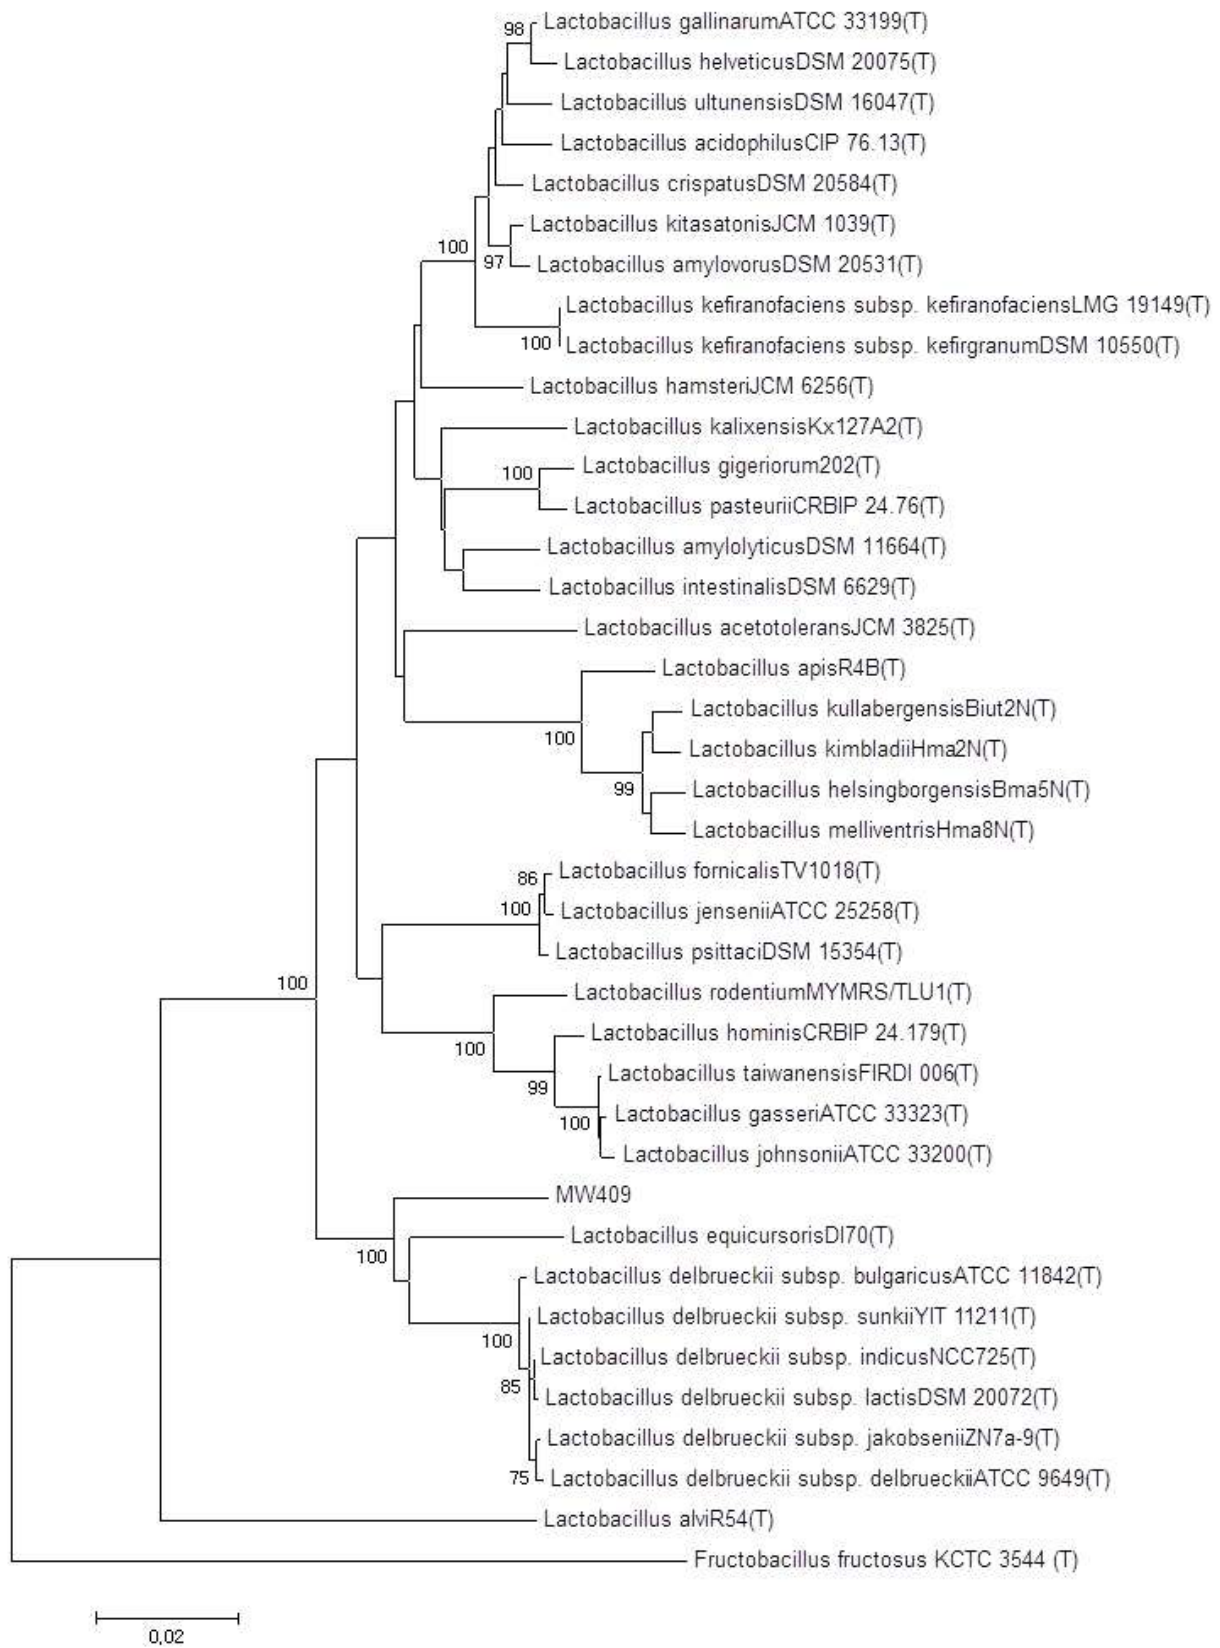 98
Lactobacillus gallinarumATCC 33199(T)
Lactobacillus helveticusDSM 20075(T)
Lactobacillus ultunensisDSM 16047(T)
Lactobacillus acidophilusCIP 76.13(T)
Lactobacillus crispatusDSM 20584(T)
Lactobacillus kitasatonisJCM 1039(T)
100
97
Lactobacillus amylovorusDSM 20531(T)
Lactobacillus kefiranofaciens subsp. kefiranofaciensLMG 19149(T)
100
Lactobacillus kefiranofaciens subsp. kefirgranumDSM 10550(T)
Lactobacillus hamsteriJCM 6256(T)
Lactobacillus kalixensisKx127A2(T)
100
Lactobacillus gigeriorum202(T)
Lactobacillus pasteuriiCRBIP 24.76(T)
Lactobacillus amylolyticusDSM 11664(T)
Lactobacillus intestinalisDSM 6629(T)
Lactobacillus acetotoleransJCM 3825(T)
Lactobacillus apisR4B(T)
Lactobacillus kullabergensisBiut2N(T)
100
Lactobacillus kimbladiiHma2N(T)
99
Lactobacillus helsingborgensisBma5N(T)
Lactobacillus melliventrisHma8N(T)
86
Lactobacillus fornicalisTV1018(T)
100
Lactobacillus jenseniiATCC 25258(T)
Lactobacillus psittaciDSM 15354(T)
100
Lactobacillus rodentiumMYMRS/TLU1(T)
Lactobacillus hominisCRBIP 24.179(T)
100
99
Lactobacillus taiwanensisFIRDI 006(T)
100
Lactobacillus gasseriATCC 33323(T)
Lactobacillus johnsoniiATCC 33200(T)
MW409
100
Lactobacillus equicursorisDI70(T)
Lactobacillus delbrueckii subsp. bulgaricusATCC 11842(T)
Lactobacillus delbrueckii subsp. sunkiiYIT 11211(T)
100
Lactobacillus delbrueckii subsp. indicusNCC725(T)
85
Lactobacillus delbrueckii subsp. lactisDSM 20072(T)
Lactobacillus delbrueckii subsp. jakobseniiZN7a-9(T)
75
Lactobacillus delbrueckii subsp. delbrueckiiATCC 9649(T)
Lactobacillus alviR54(T)
Fructobacillus fructosus KCTC 3544 (T)
0,02